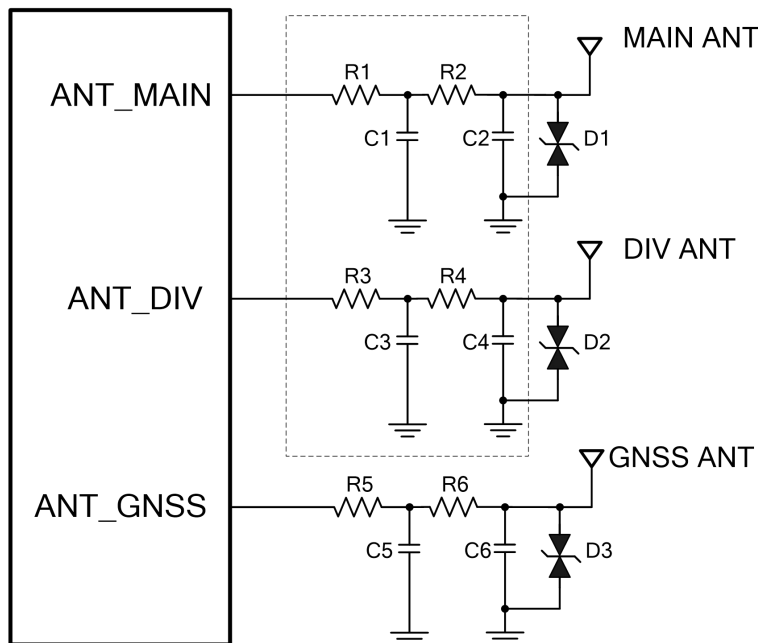 MAIN ANT
R1 R2
ANT_MAIN
C1 C2 D1
DIV ANT
R3 R4
ANT_DIV
C3 C4 D2
GNSS ANT
R5 R6
ANT_GNSS
C5 C6 D3